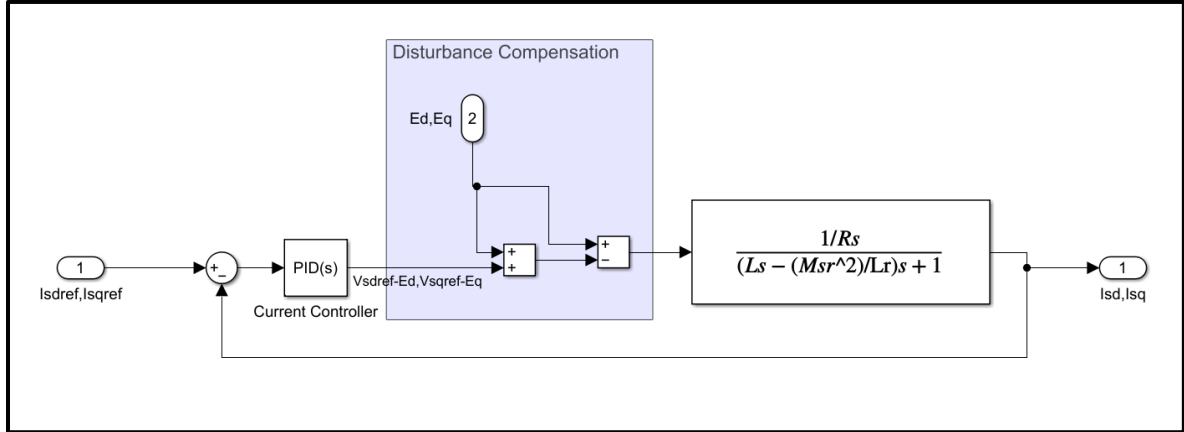 Disturbance Compensation
Ed,Eq
2
+
+
+
−
1
Isdref,Isqref
+
−
PID(s)
Current Controller
Vsdref-Ed,Vsqref-Eq
1/Rs
(Ls − (Msr^2)/Lr)s + 1
1
Isd,Isq